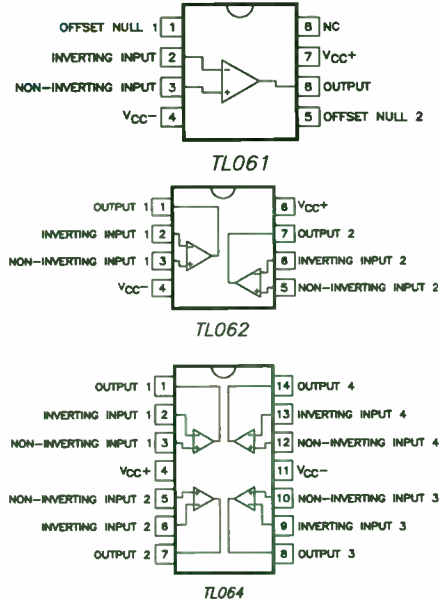 OFFSET NULL 1 1 8 NC
INVERTING INPUT 2 7 VCC+
NON-INVERTING INPUT 3 6 OUTPUT
VCC- 4 5 OFFSET NULL 2
TL061
OUTPUT 1 1 8 VCC+
INVERTING INPUT 1 2 7 OUTPUT 2
NON-INVERTING INPUT 1 3 6 INVERTING INPUT 2
VCC- 4 5 NON-INVERTING INPUT 2
TL062
OUTPUT 1 1 14 OUTPUT 4
INVERTING INPUT 1 2 13 INVERTING INPUT 4
NON-INVERTING INPUT 1 3 12 NON-INVERTING INPUT 4
VCC+ 4 11 VCC-
NON-INVERTING INPUT 2 5 10 NON-INVERTING INPUT 3
INVERTING INPUT 2 6 9 INVERTING INPUT 3
OUTPUT 2 7 8 OUTPUT 3
TL064